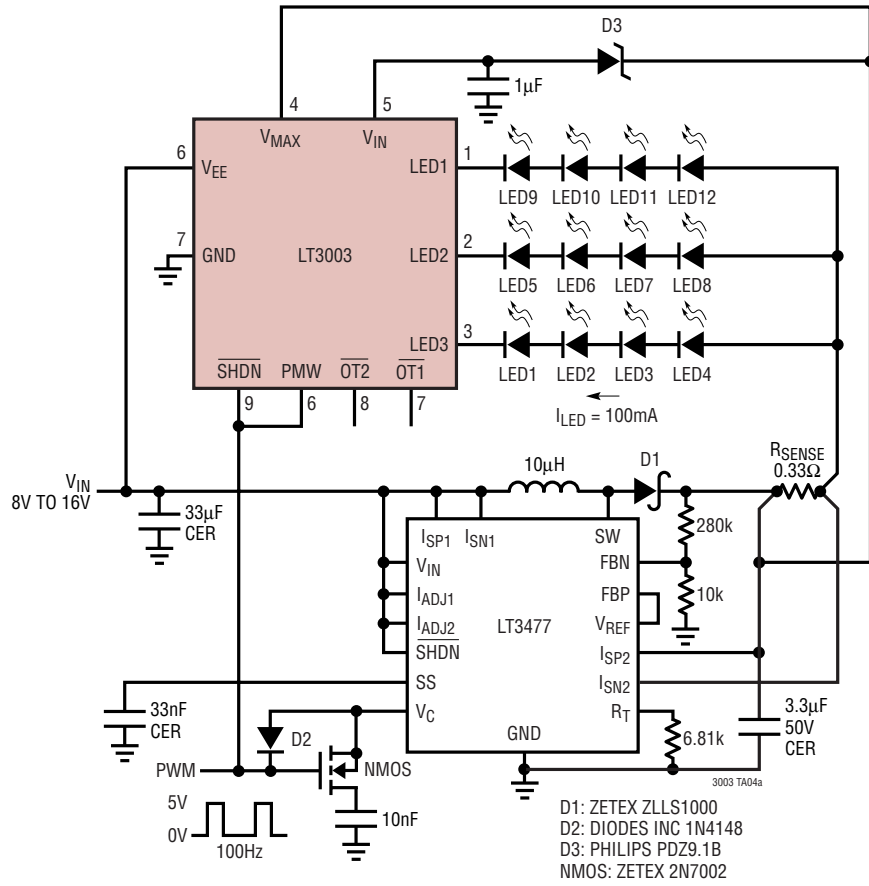 D3
1µF
4
5
VMAX
VIN
6
VEE
LED1
1
LED9
LED10
LED11
LED12
7
GND
LT3003
LED2
2
LED5
LED6
LED7
LED8
LED3
3
LED1
LED2
LED3
LED4
SHDN
PMW
OT2
OT1
9
6
8
7
ILED = 100mA
VIN
8V TO 16V
33µF
CER
10µH
D1
RSENSE
0.33Ω
280k
10k
ISP1
ISN1
SW
VIN
FBN
IADJ1
FBP
IADJ2
LT3477
VREF
SHDN
ISP2
SS
ISN2
VC
RT
GND
33nF
CER
D2
PWM
NMOS
10nF
5V
0V
100Hz
6.81k
3.3µF
50V
CER
3003 TA04a
D1: ZETEX ZLLS1000
D2: DIODES INC 1N4148
D3: PHILIPS PDZ9.1B
NMOS: ZETEX 2N7002